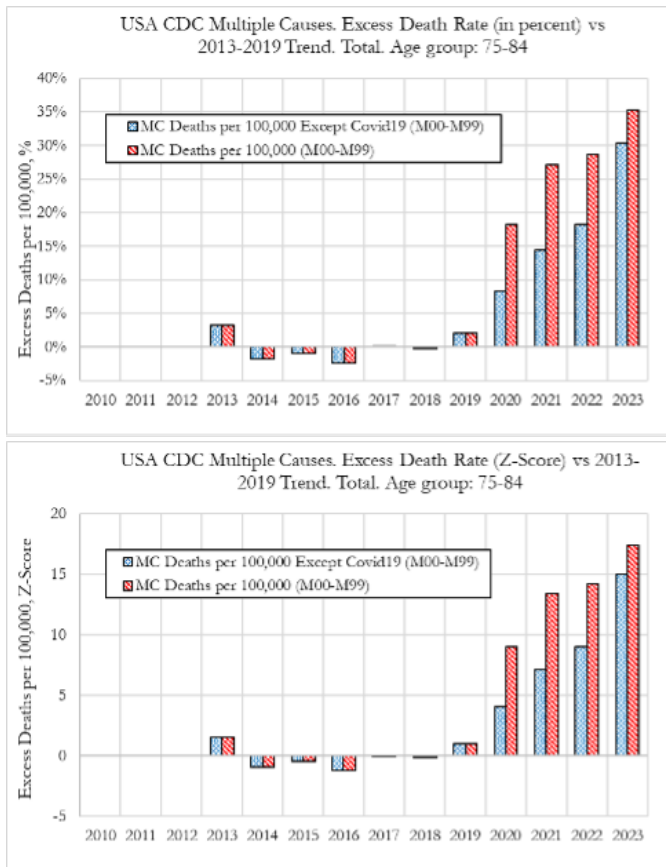 USA CDC Multiple Causes. Excess Death Rate (in percent) vs
2013-2019 Trend. Total. Age group: 75-84
Excess Deaths per 100,000, %
40%
35%
30%
25%
20%
15%
10%
5%
0%
-5%
MC Deaths per 100,000 Except Covid19 (M00-M99)
MC Deaths per 100,000 (M00-M99)
2010 2011 2012 2013 2014 2015 2016 2017 2018 2019 2020 2021 2022 2023
USA CDC Multiple Causes. Excess Death Rate (Z-Score) vs 2013-
2019 Trend. Total. Age group: 75-84
Excess Deaths per 100,000, Z-Score
20
15
10
5
0
-5
MC Deaths per 100,000 Except Covid19 (M00-M99)
MC Deaths per 100,000 (M00-M99)
2010 2011 2012 2013 2014 2015 2016 2017 2018 2019 2020 2021 2022 2023